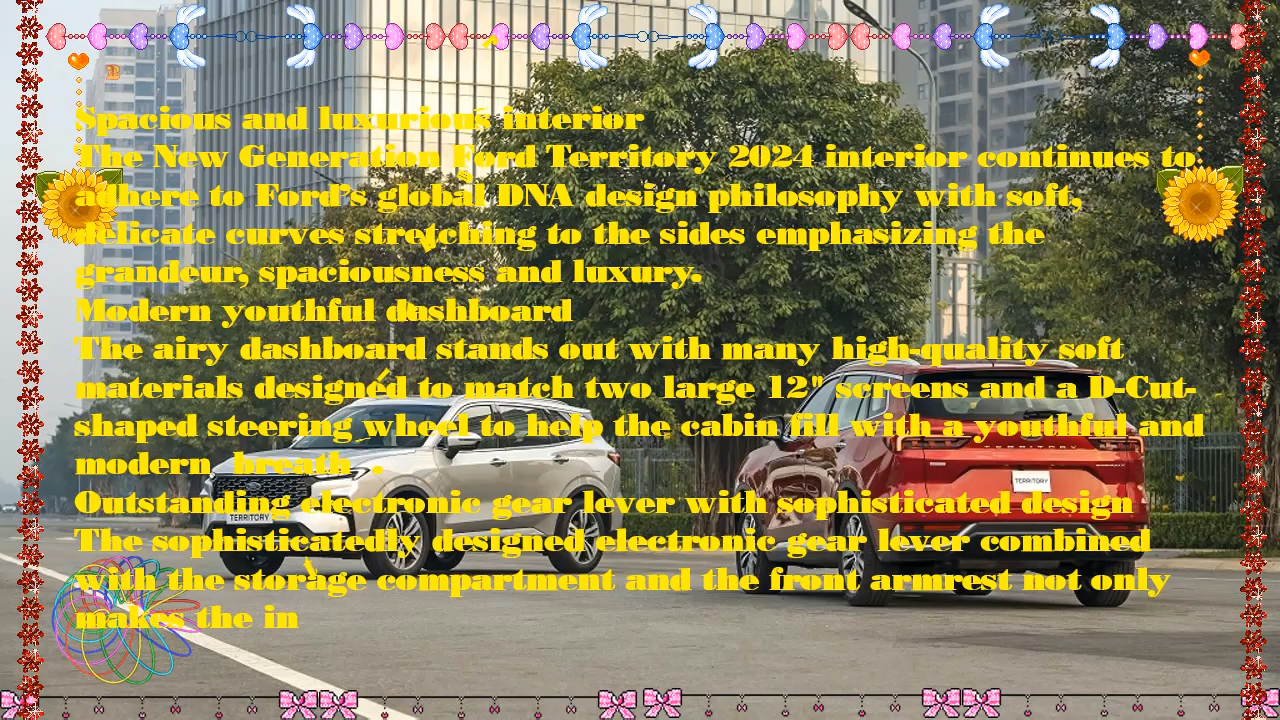 Spacious and luxurious interior
The New Generation Ford Territory 2024 interior continues to
adhere to Ford's global DNA design philosophy with soft,
delicate curves stretching to the sides emphasizing the
grandeur, spaciousness and luxury.
Modern youthful dashboard
The airy dashboard stands out with many high-quality soft
materials designed to match two large 12" screens and a D-Cut-
shaped steering wheel to help the cabin fill with a youthful and
modern breath .
Outstanding electronic gear lever with sophisticated design
The sophisticatedly designed electronic gear lever combined
with the storage compartment and the front armrest not only
makes the in
TERRITORY
TERRITORY
TERRITORY